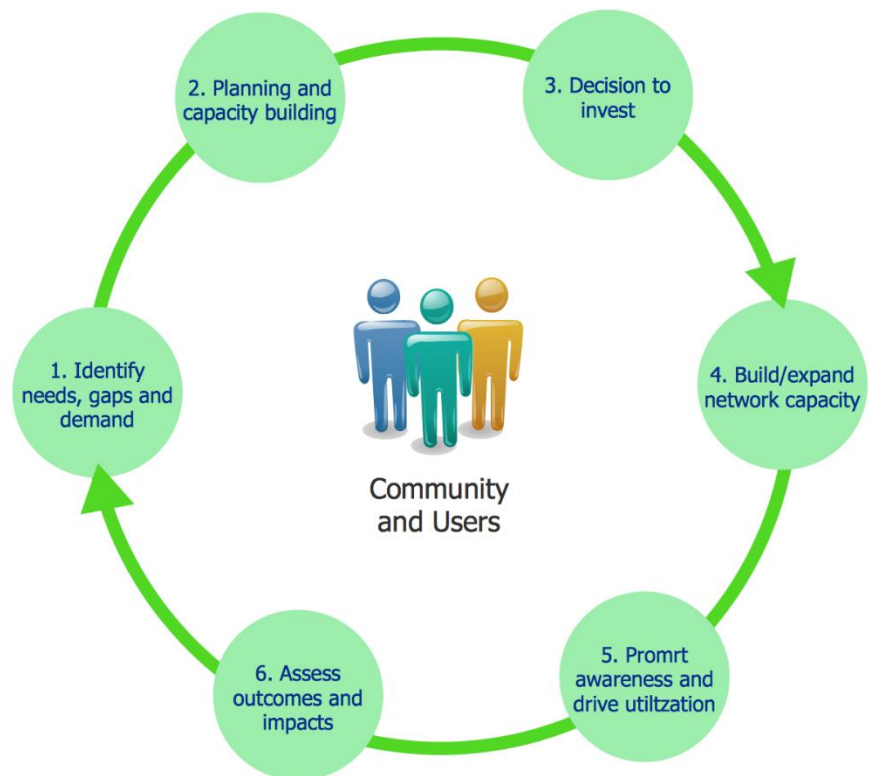 2. Planning and
capacity building
3. Decision to
invest
1. Identify
needs, gaps and
demand
4. Build/expand
network capacity
Community
and Users
6. Assess
outcomes and
impacts
5. Promrt
awareness and
drive utiltzation